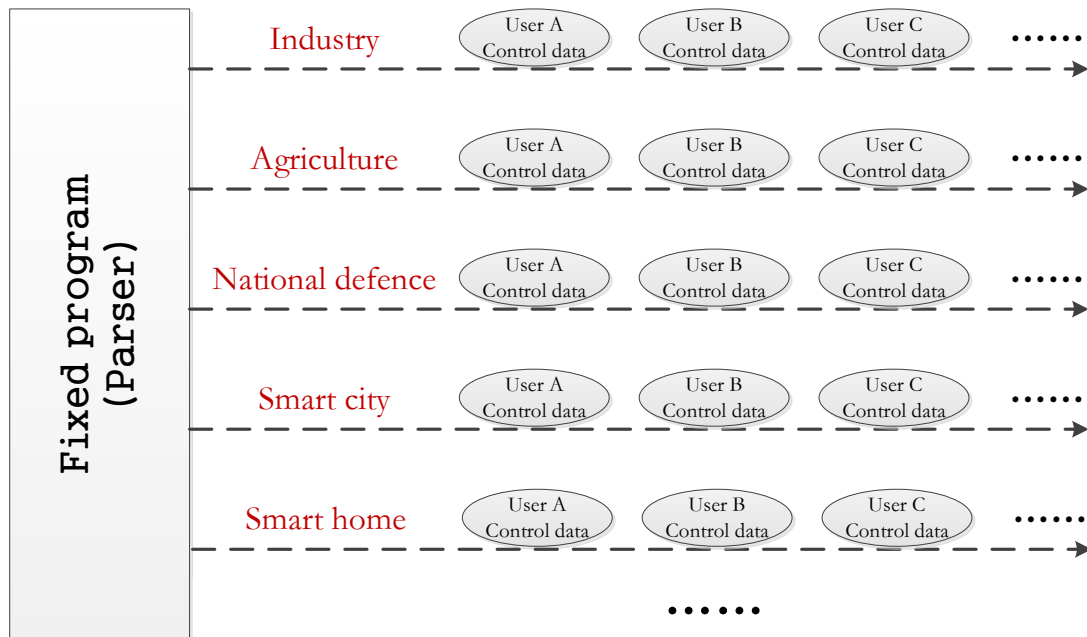 Fixed program
(Parser)
Industry
User A
Control data
User B
Control data
User C
Control data
••••••
Agriculture
User A
Control data
User B
Control data
User C
Control data
••••••
National defence
User A
Control data
User B
Control data
User C
Control data
••••••
Smart city
User A
Control data
User B
Control data
User C
Control data
••••••
Smart home
User A
Control data
User B
Control data
User C
Control data
••••••
••••••